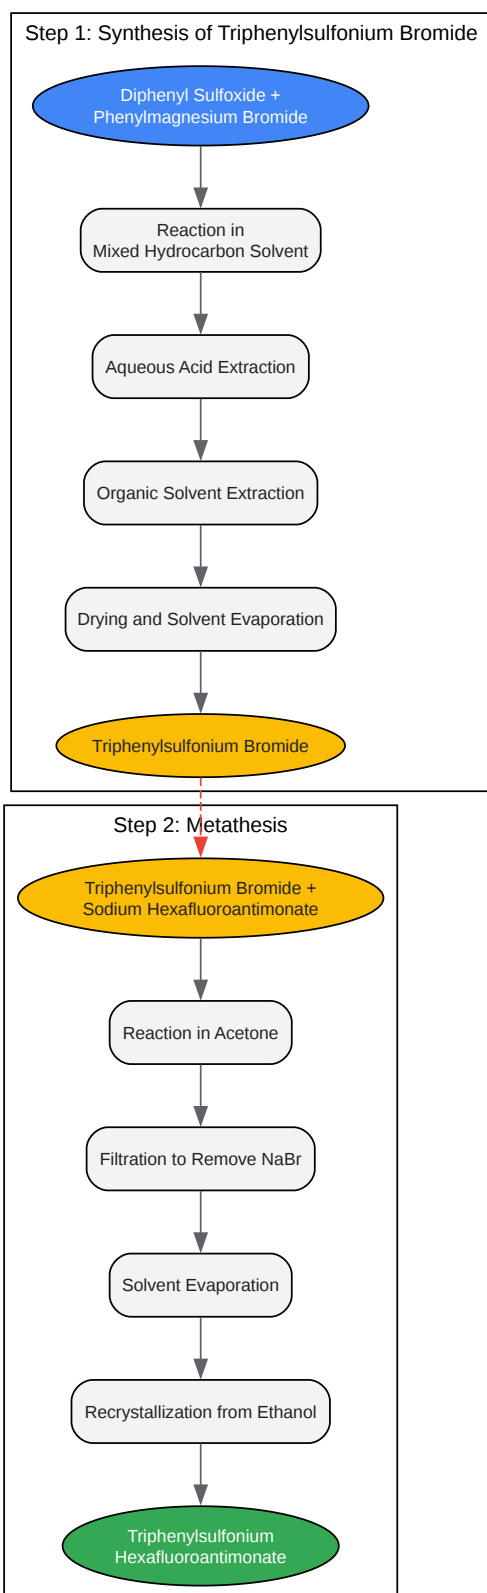 Step 1: Synthesis of Triphenylsulfonium Bromide
Diphenyl Sulfoxide +
Phenylmagnesium Bromide
Reaction in
Mixed Hydrocarbon Solvent
Aqueous Acid Extraction
Organic Solvent Extraction
Drying and Solvent Evaporation
Triphenylsulfonium Bromide
Step 2: Metathesis
Triphenylsulfonium Bromide +
Sodium Hexafluoroantimonate
Reaction in Acetone
Filtration to Remove NaBr
Solvent Evaporation
Recrystallization from Ethanol
Triphenylsulfonium
Hexafluoroantimonate